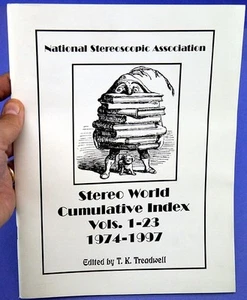 National Stereoscopic Association
Stereo World
Cumulative Index
Vols. 1-23
1974-1997
Edited by T. K. Treadwell